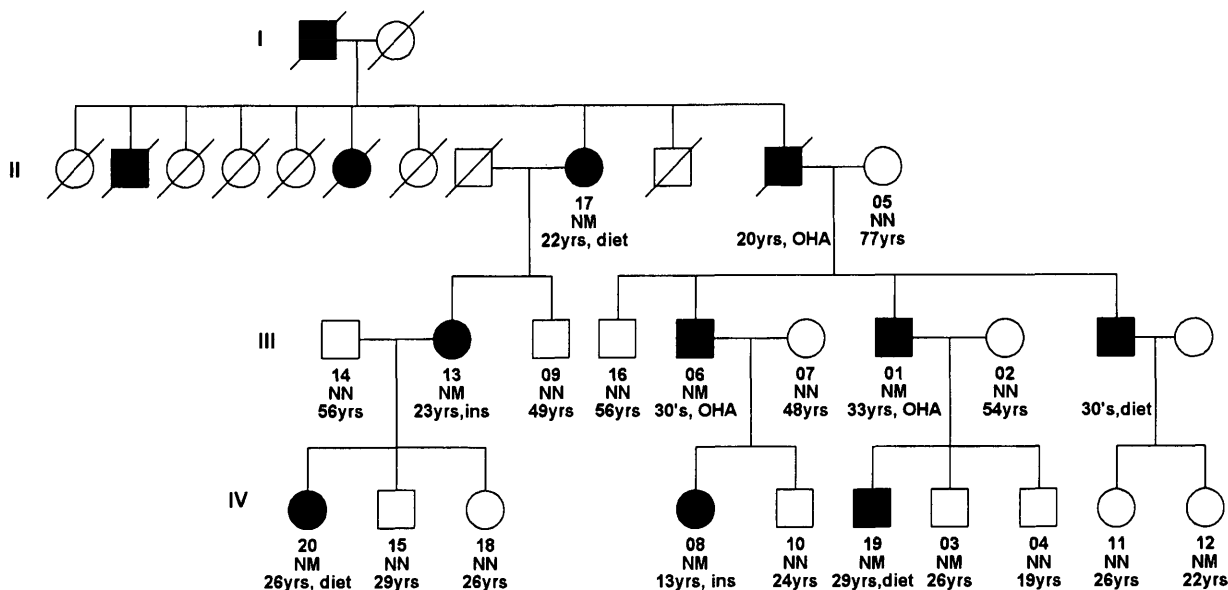 I
II
17
NM
22yrs, diet
20yrs, OHA
05
NN
77yrs
III
14
NN
56yrs
13
NM
23yrs,ins
09
NN
49yrs
16
NN
56yrs
06
NM
30's, OHA
07
NN
48yrs
01
NM
33yrs, OHA
02
NN
54yrs
30's,diet
IV
20
NM
26yrs, diet
15
NN
29yrs
18
NN
26yrs
08
NM
13yrs, ins
10
NN
24yrs
19
NM
29yrs,diet
03
NM
26yrs
04
NN
19yrs
11
NN
26yrs
12
NM
22yrs